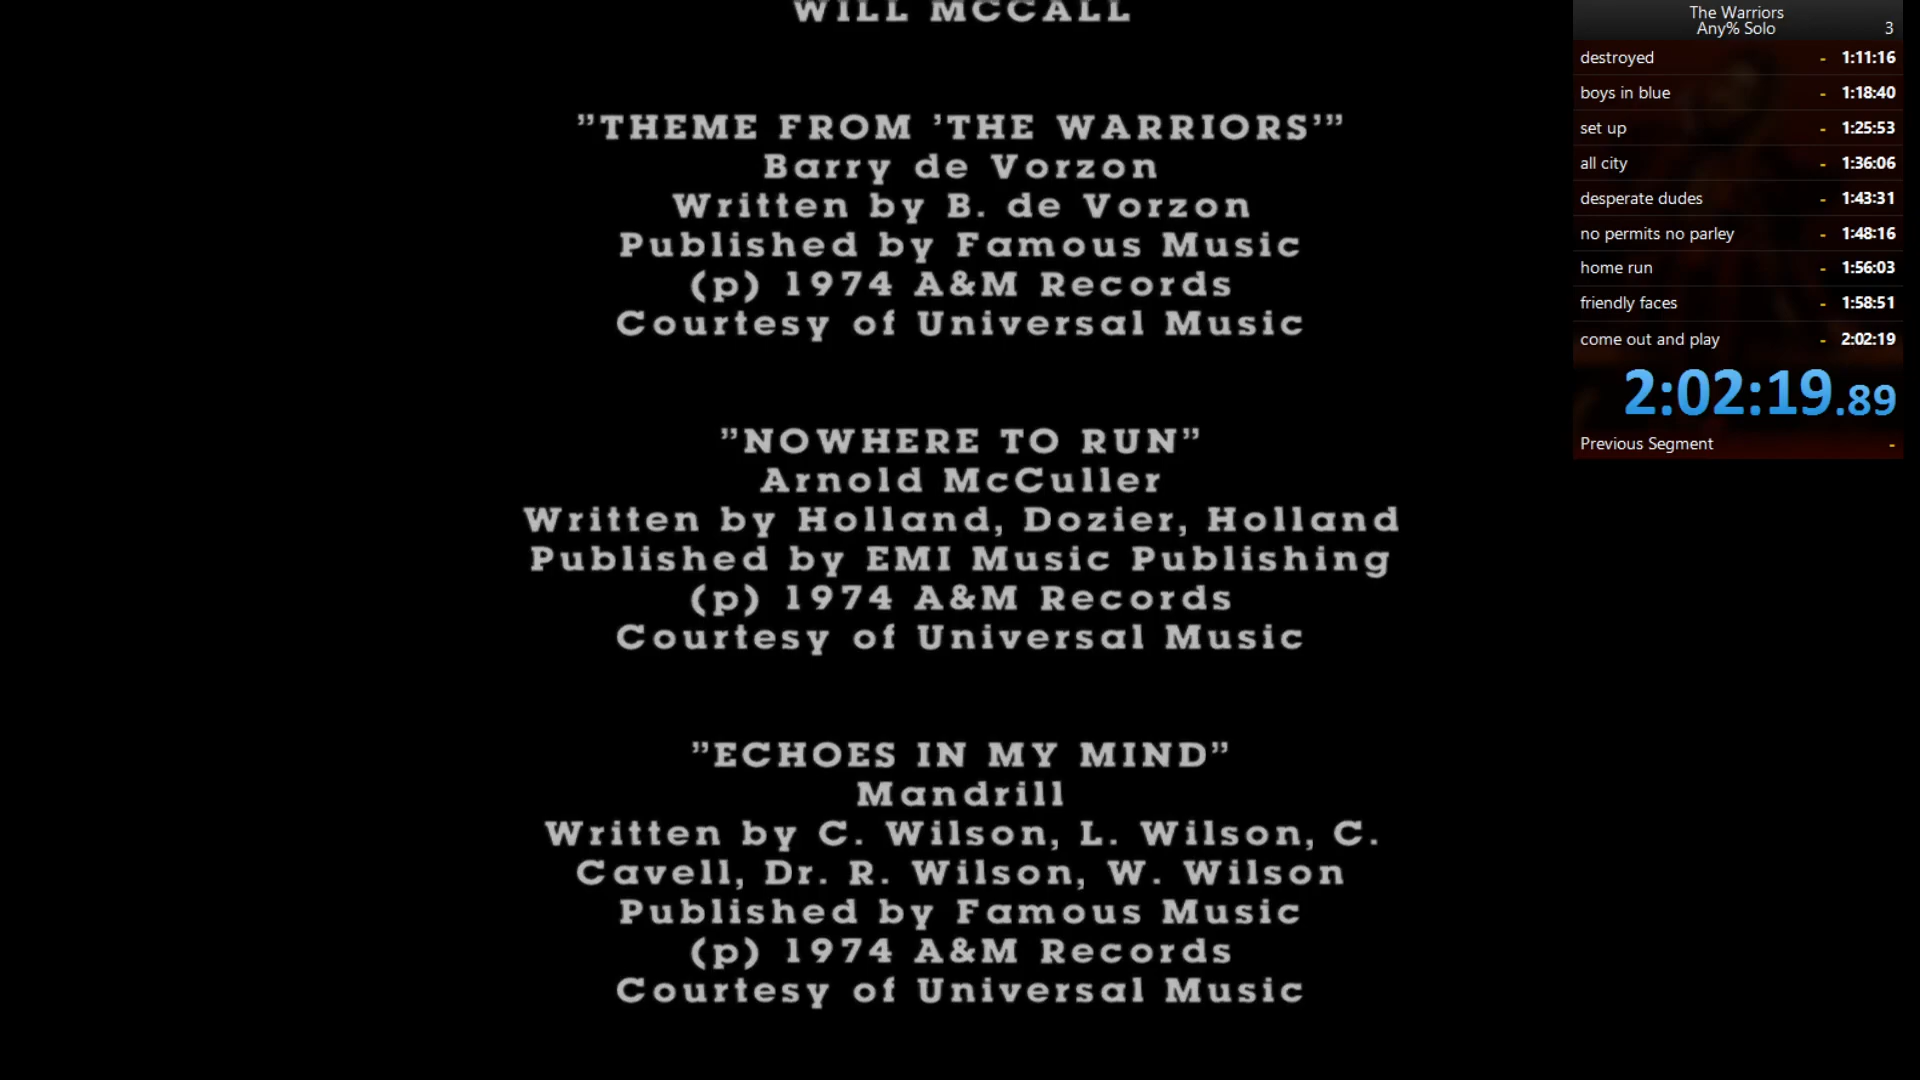 WILL MCCALL
"THEME FROM 'THE WARRIORS'"
Barry de Vorzon
Written by B. de Vorzon
Published by Famous Music
(p) 1974 A&M Records
Courtesy of Universal Music
"NOWHERE TO RUN"
Arnold McCuller
Written by Holland, Dozier, Holland
Published by EMI Music Publishing
(p) 1974 A&M Records
Courtesy of Universal Music
"ECHOES IN MY MIND"
Mandrill
Written by C. Wilson, L. Wilson, C.
Cavell, Dr. R. Wilson, W. Wilson
Published by Famous Music
(p) 1974 A&M Records
Courtesy of Universal Music
The Warriors
Any% Solo 3
destroyed - 1:11:16
boys in blue - 1:18:40
set up - 1:25:53
all city - 1:36:06
desperate dudes - 1:43:31
no permits no parley - 1:48:16
home run - 1:56:03
friendly faces - 1:58:51
come out and play - 2:02:19
2:02:19.89
Previous Segment -